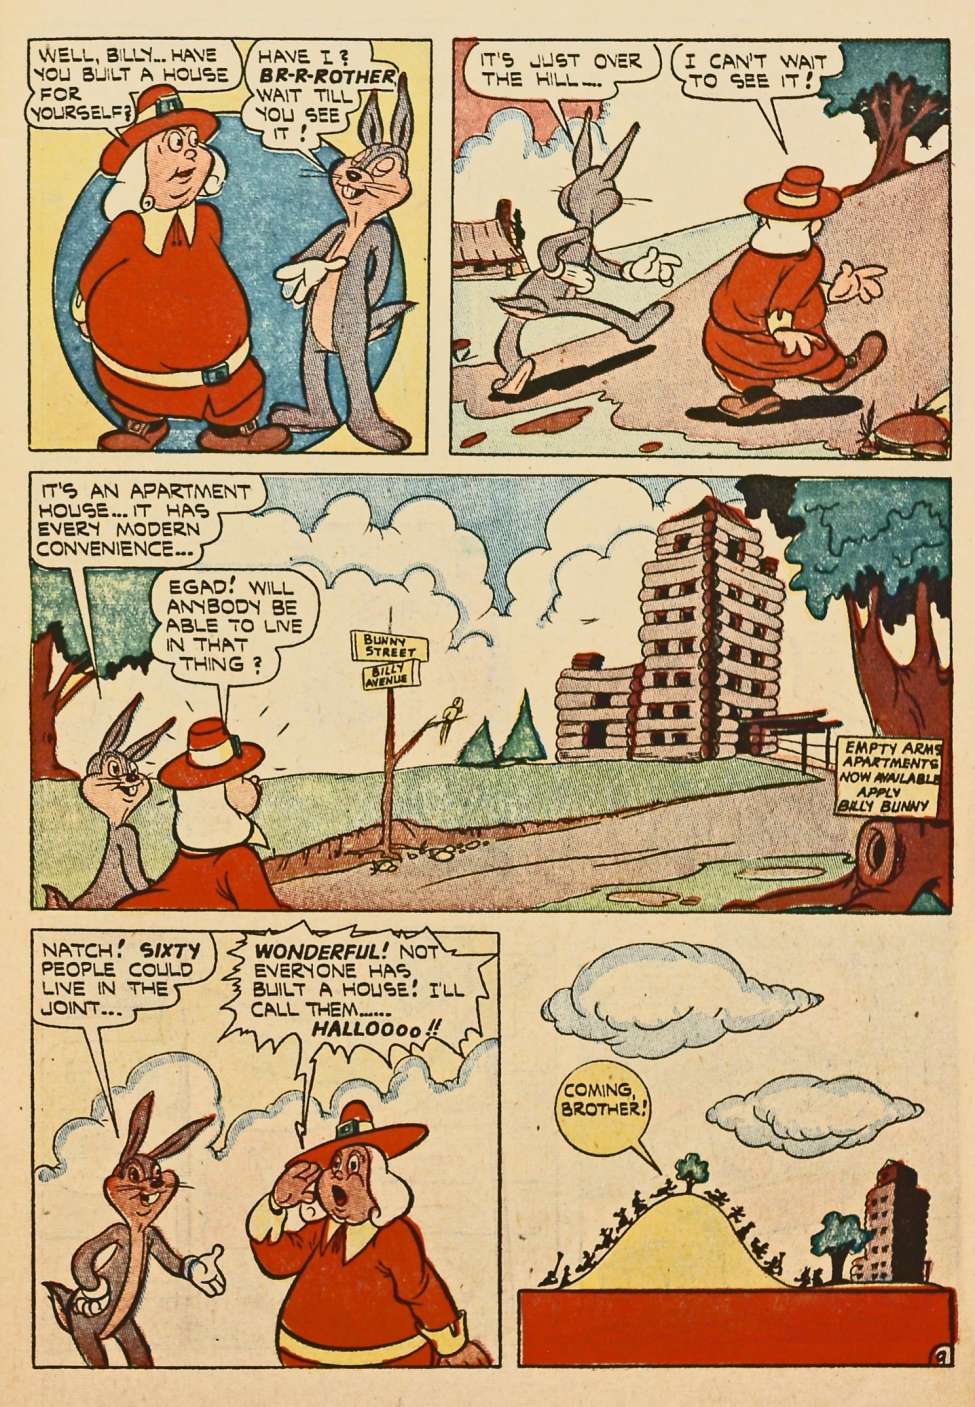 WELL, BILLY... HAVE
YOU BUILT A HOUSE
FOR
YOURSELF?
HAVE I?
BR-R-ROTHER,
WAIT TILL
YOU SEE
IT!
IT'S JUST OVER
THE HILL....
I CAN'T WAIT
TO SEE IT!
IT'S AN APARTMENT
HOUSE... IT HAS
EVERY MODERN
CONVENIENCE...
EGAD! WILL
ANYBODY BE
ABLE TO LIVE
IN THAT
THING?
BUNNY
STREET
BILLY
AVENUE
EMPTY ARMS
APARTMENTS
NOW AVAILABLE
APPLY
BILLY BUNNY
NATCH! SIXTY
PEOPLE COULD
LIVE IN THE
JOINT...
WONDERFUL! NOT
EVERYONE HAS
BUILT A HOUSE! I'LL
CALL THEM......
HALLOOOOO!!
COMING,
BROTHER!
9